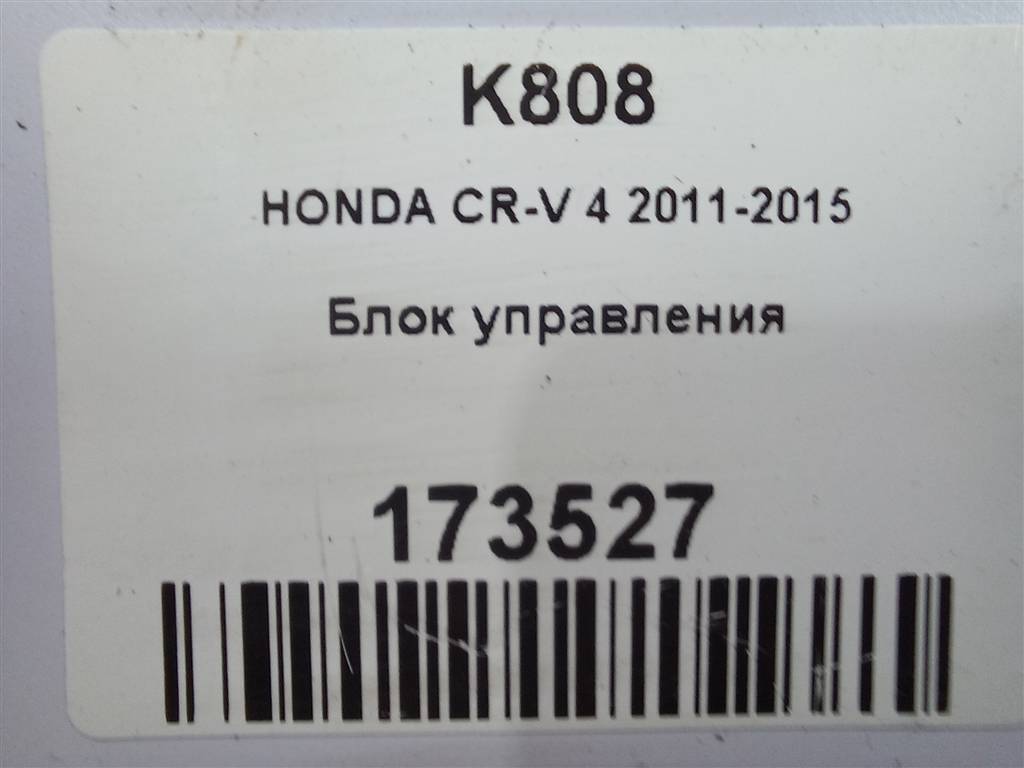 K808
HONDA CR-V 4 2011-2015
Блок управления
173527